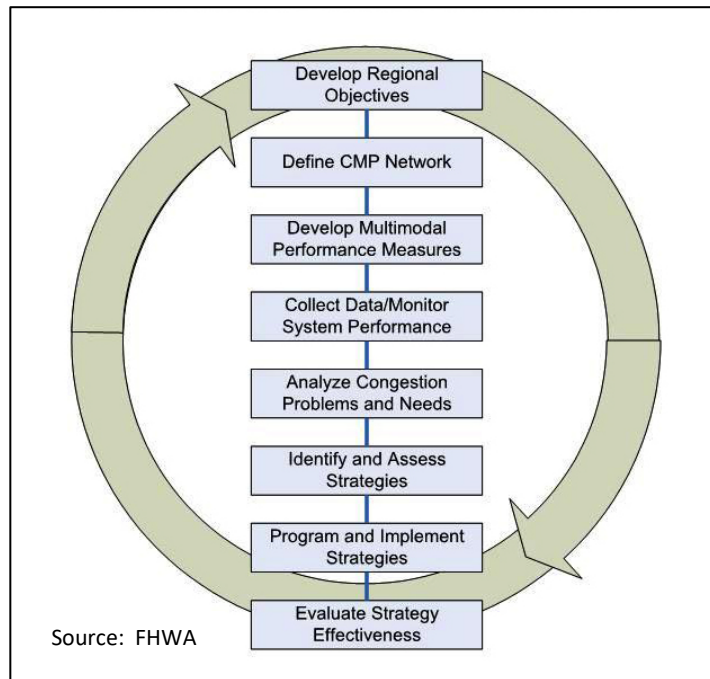 Develop Regional
Objectives
Define CMP Network
Develop Multimodal
Performance Measures
Collect Data/Monitor
System Performance
Analyze Congestion
Problems and Needs
Identify and Assess
Strategies
Program and Implement
Strategies
Evaluate Strategy
Effectiveness
Source:  FHWA